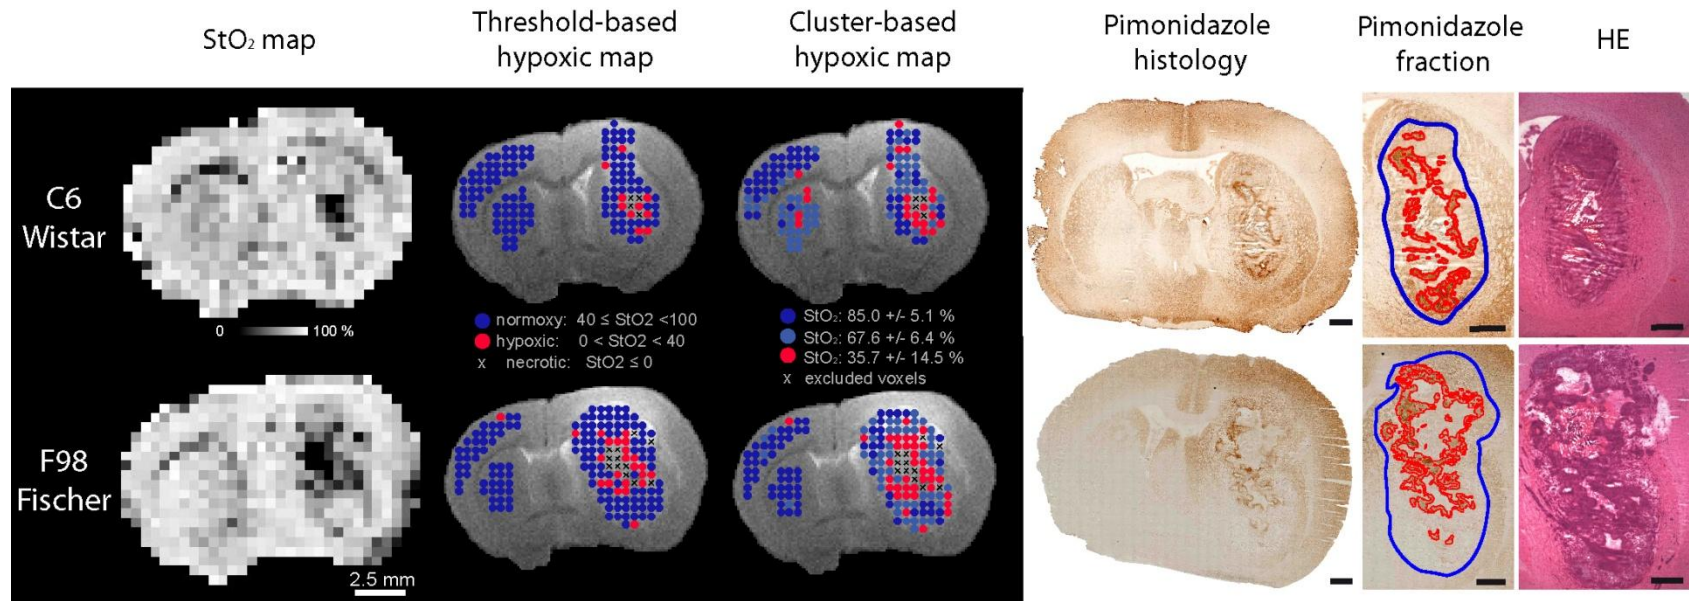 StO₂ map
Threshold-based
hypoxic map
Cluster-based
hypoxic map
Pimonidazole
histology
Pimonidazole
fraction
HE
C6
Wistar
0 100 %
normoxy: 40 ≤ StO2 <100
hypoxic: 0 < StO2 < 40
x necrotic: StO2 ≤ 0
StO₂: 85.0 +/- 5.1 %
StO₂: 67.6 +/- 6.4 %
StO₂: 35.7 +/- 14.5 %
x excluded voxels
F98
Fischer
2.5 mm